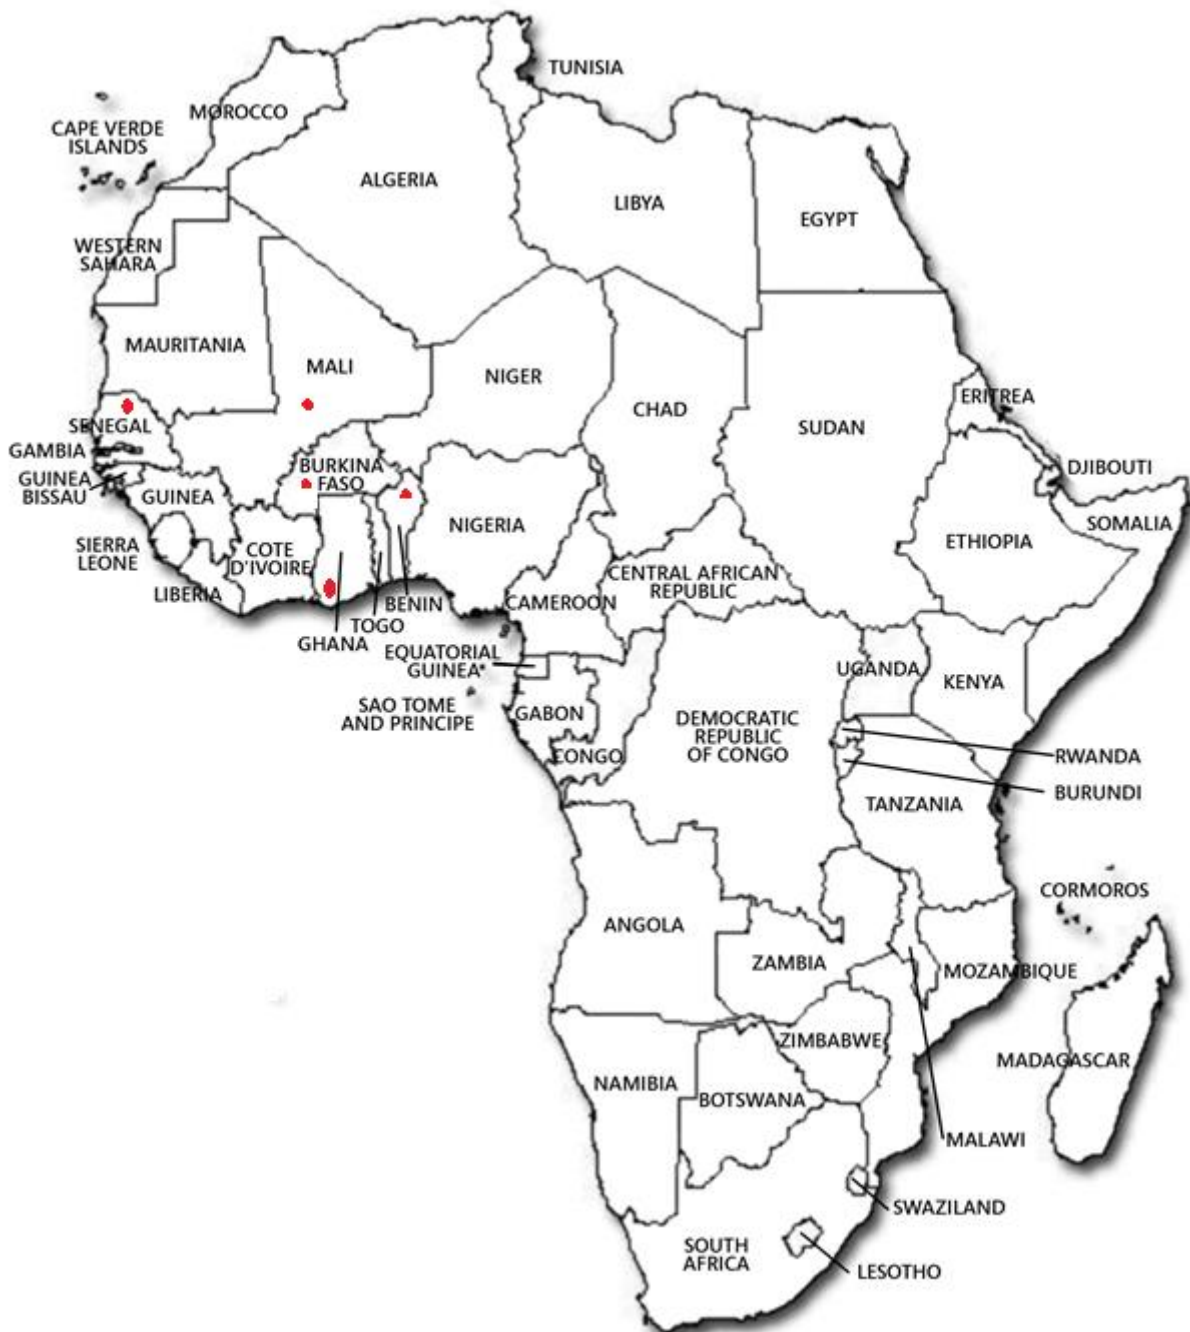 TUNISIA
MOROCCO
CAPE VERDE
ISLANDS
ALGERIA
LIBYA
EGYPT
WESTERN
SAHARA
MAURITANIA
MALI
NIGER
CHAD
SUDAN
ERITREA
SENEGAL
GAMBIA
GUINEA
BISSAU
GUINEA
BURKINA
FASO
DJIBOUTI
SOMALIA
NIGERIA
ETHIOPIA
SIERRA
LEONE
COTE
D'IVOIRE
LIBERIA
CENTRAL AFRICAN
REPUBLIC
CAMEROON
BENIN
TOGO
GHANA
EQUATORIAL
GUINEA
UGANDA
KENYA
SAO TOME
AND PRINCIPE
GABON
CONGO
DEMOCRATIC
REPUBLIC
OF CONGO
RWANDA
BURUNDI
TANZANIA
CORMOROS
ANGOLA
ZAMBIA
MOZAMBIQUE
ZIMBABWE
MADAGASCAR
NAMIBIA
BOTSWANA
MALAWI
SWAZILAND
SOUTH
AFRICA
LESOTHO